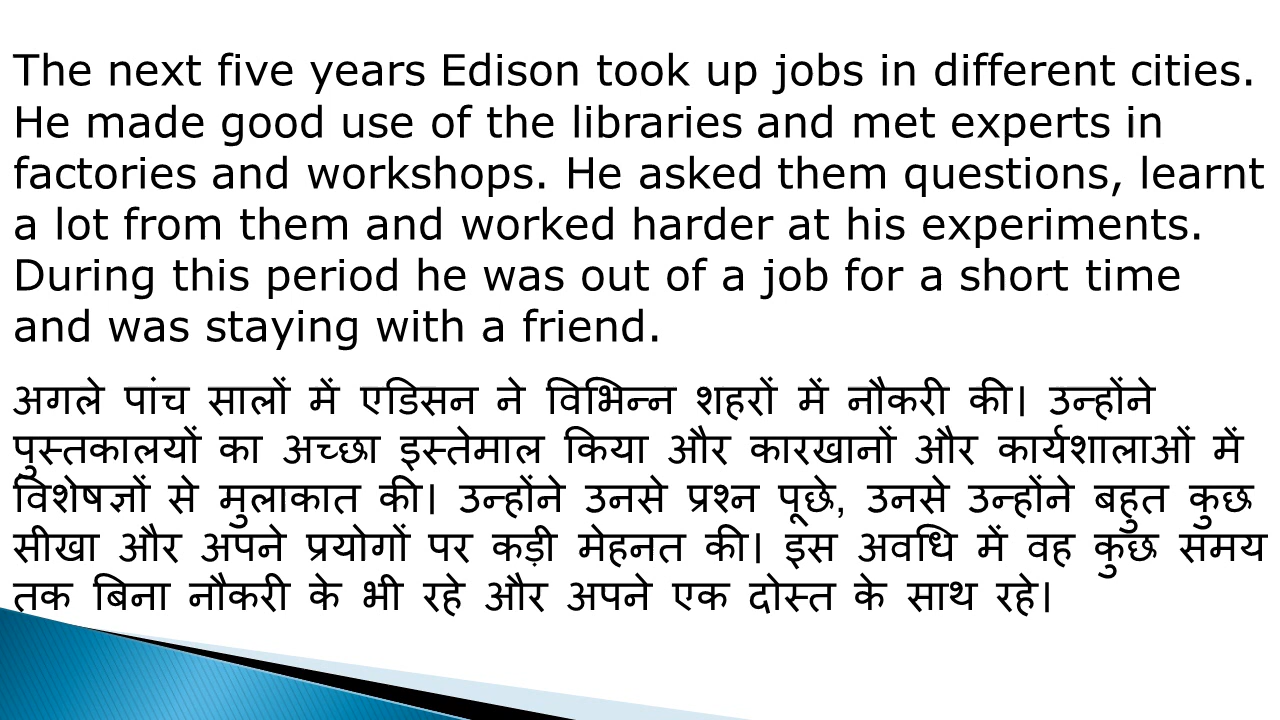 The next five years Edison took up jobs in different cities.
He made good use of the libraries and met experts in
factories and workshops. He asked them questions, learnt
a lot from them and worked harder at his experiments.
During this period he was out of a job for a short time
and was staying with a friend.
अगले पांच सालों में एडिसन ने विभिन्न शहरों में नौकरी की। उन्होंने
पुस्तकालयों का अच्छा इस्तेमाल किया और कारखानों और कार्यशालाओं में
विशेषज्ञों से मुलाकात की। उन्होंने उनसे प्रश्न पूछे, उनसे उन्होंने बहुत कुछ
सीखा और अपने प्रयोगों पर कड़ी मेहनत की। इस अवधि में वह कुछ समय
तक बिना नौकरी के भी रहे और अपने एक दोस्त के साथ रहे।